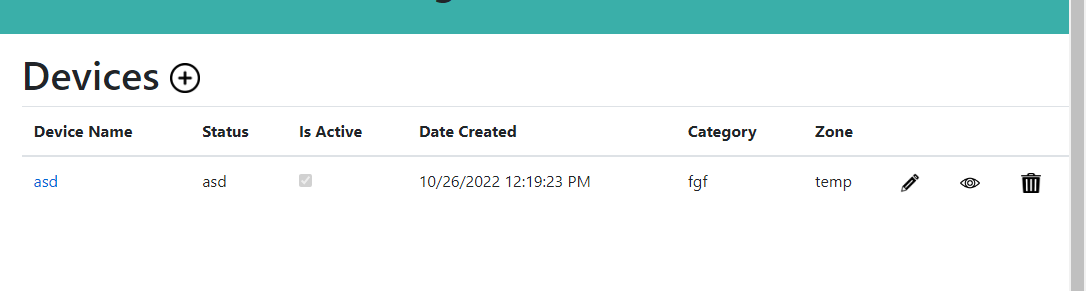 Devices
Device Name Status Is Active Date Created Category Zone
asd asd 10/26/2022 12:19:23 PM fgf temp